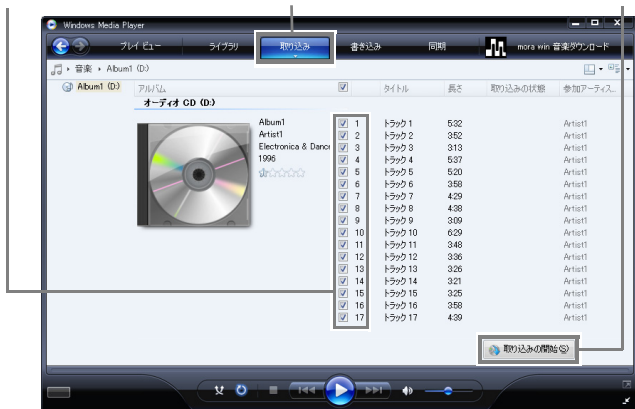 Windows Media Player
プレイ ビュー ライブラリ 取り込み 書き込み 同期 mora win 音楽ダウンロード
音楽 Album1 (D:)
Album1 (D:)
アルバム タイトル 長さ 取り込みの状態 参加アーティス...
オーディオ CD (D:)
Album1
Artist1
Electronica & Danc
1996
1 トラック 1 5:32 Artist1
2 トラック 2 3:52 Artist1
3 トラック 3 3:13 Artist1
4 トラック 4 5:37 Artist1
5 トラック 5 5:20 Artist1
6 トラック 6 3:58 Artist1
7 トラック 7 4:29 Artist1
8 トラック 8 4:38 Artist1
9 トラック 9 3:09 Artist1
10 トラック 10 6:29 Artist1
11 トラック 11 3:48 Artist1
12 トラック 12 3:36 Artist1
13 トラック 13 3:26 Artist1
14 トラック 14 3:21 Artist1
15 トラック 15 3:25 Artist1
16 トラック 16 3:58 Artist1
17 トラック 17 4:39 Artist1
取り込みの開始(S)